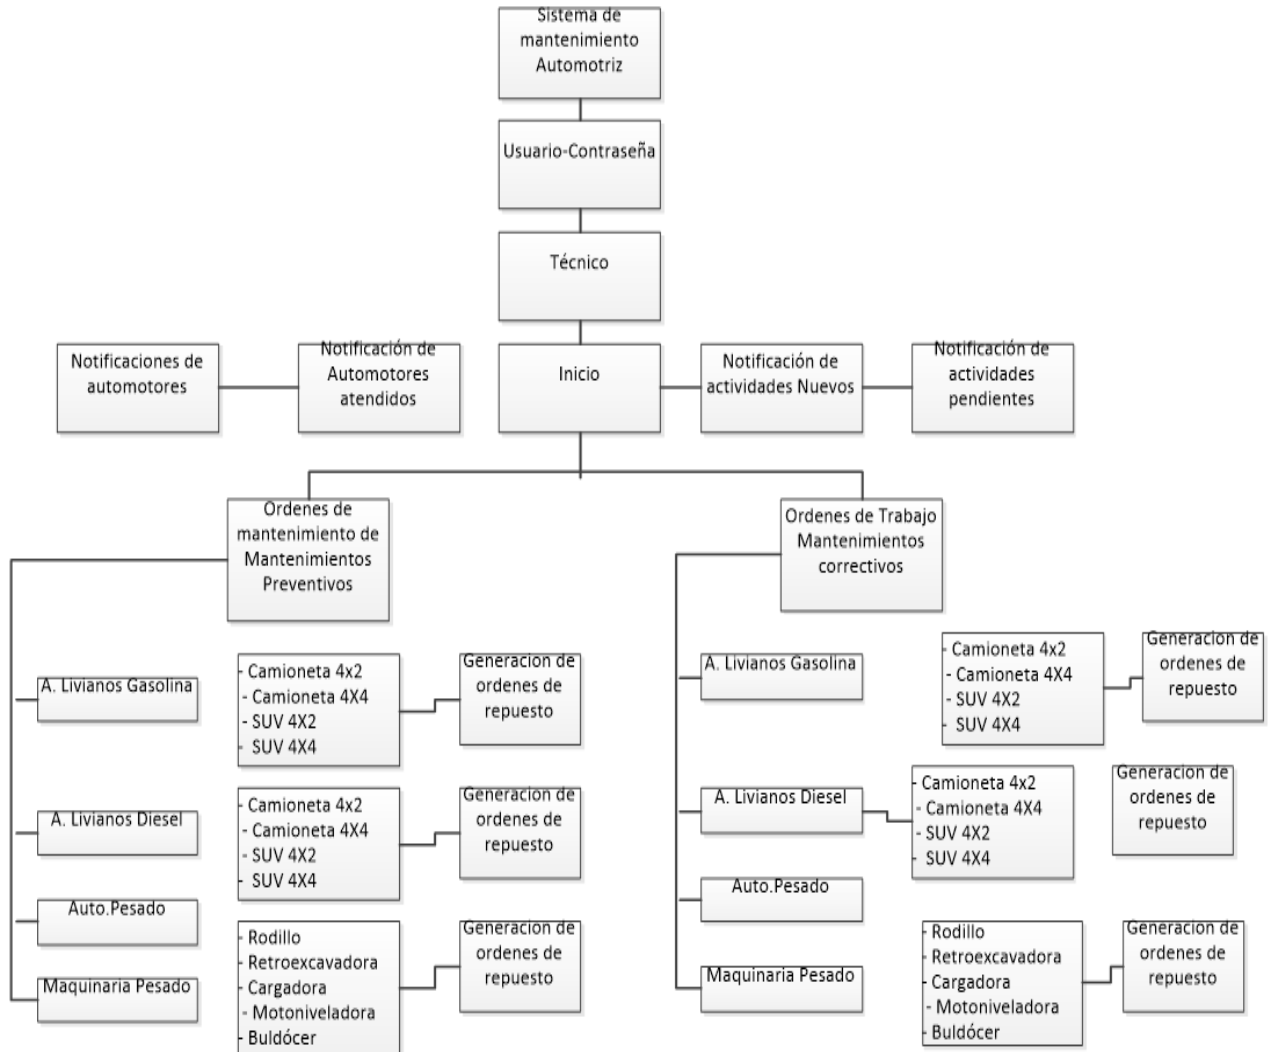 Sistema de
mantenimiento
Automotriz
Usuario-Contraseña
Técnico
Notificaciones de
automotores
Notificación de
Automotores
atendidos
Inicio
Notificación de
actividades Nuevos
Notificación de
actividades
pendientes
Ordenes de
mantenimiento de
Mantenimientos
Preventivos
A. Livianos Gasolina
- Camioneta 4x2
- Camioneta 4X4
- SUV 4X2
- SUV 4X4
Generacion de
ordenes de
repuesto
A. Livianos Diesel
- Camioneta 4x2
- Camioneta 4X4
- SUV 4X2
- SUV 4X4
Generacion de
ordenes de
repuesto
Auto.Pesado
Maquinaria Pesado
- Rodillo
- Retroexcavadora
- Cargadora
- Motoniveladora
- Buldócer
Generacion de
ordenes de
repuesto
Ordenes de Trabajo
Mantenimientos
correctivos
A. Livianos Gasolina
- Camioneta 4x2
- Camioneta 4X4
- SUV 4X2
- SUV 4X4
Generacion de
ordenes de
repuesto
A. Livianos Diesel
- Camioneta 4x2
- Camioneta 4X4
- SUV 4X2
- SUV 4X4
Generacion de
ordenes de
repuesto
Auto.Pesado
Maquinaria Pesado
- Rodillo
- Retroexcavadora
- Cargadora
- Motoniveladora
- Buldócer
Generacion de
ordenes de
repuesto